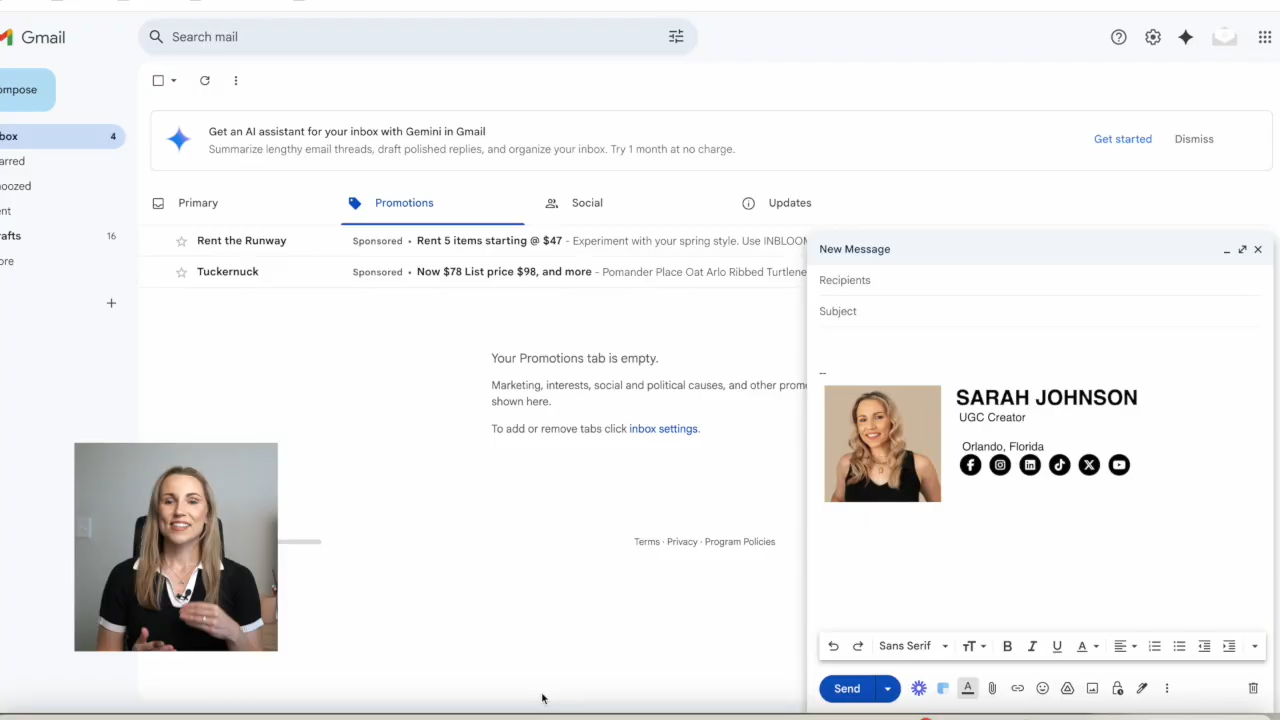 Gmail
Search mail
ompose
box 4
arred
oozed
nt
afts 16
ore
Get an AI assistant for your inbox with Gemini in Gmail
Summarize lengthy email threads, draft polished replies, and organize your inbox. Try 1 month at no charge.
Get started Dismiss
Primary Promotions Social Updates
Rent the Runway Sponsored • Rent 5 items starting @ $47 - Experiment with your spring style. Use INBLOOM
Tuckernuck Sponsored • Now $78 List price $98, and more - Pomander Place Oat Arlo Ribbed Turtlene
Your Promotions tab is empty.
Marketing, interests, social and political causes, and other promo
shown here.
To add or remove tabs click inbox settings.
Terms · Privacy · Program Policies
New Message
Recipients
Subject
--
SARAH JOHNSON
UGC Creator
Orlando, Florida
Sans Serif
Send